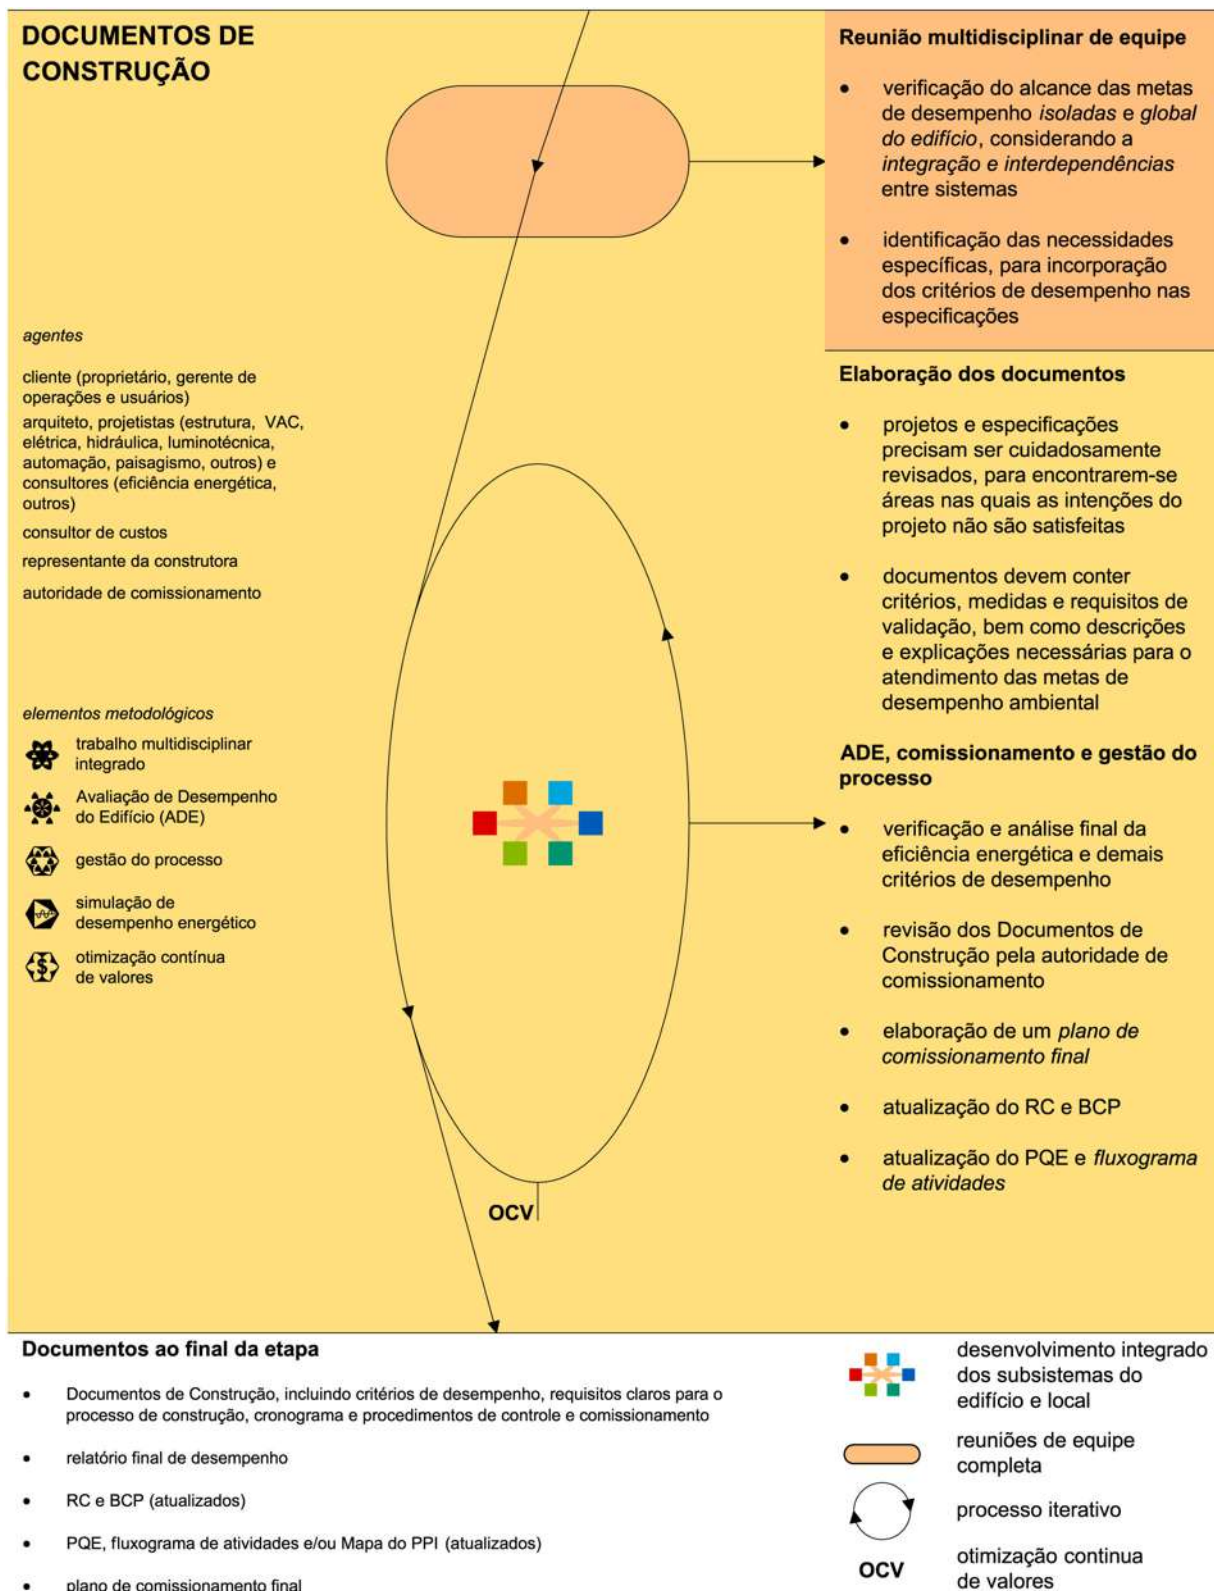 DOCUMENTOS DE
CONSTRUÇÃO
agentes
cliente (proprietário, gerente de
operações e usuários)
arquiteto, projetistas (estrutura, VAC,
elétrica, hidráulica, luminotécnica,
automação, paisagismo, outros) e
consultores (eficiência energética,
outros)
consultor de custos
representante da construtora
autoridade de comissionamento
elementos metodológicos
trabalho multidisciplinar
integrado
Avaliação de Desempenho
do Edifício (ADE)
gestão do processo
simulação de
desempenho energético
$
otimização contínua
de valores
OCV
Reunião multidisciplinar de equipe
• verificação do alcance das metas
de desempenho isoladas e global
do edifício, considerando a
integração e interdependências
entre sistemas
• identificação das necessidades
específicas, para incorporação
dos critérios de desempenho nas
especificações
Elaboração dos documentos
• projetos e especificações
precisam ser cuidadosamente
revisados, para encontrarem-se
áreas nas quais as intenções do
projeto não são satisfeitas
• documentos devem conter
critérios, medidas e requisitos de
validação, bem como descrições
e explicações necessárias para o
atendimento das metas de
desempenho ambiental
ADE, comissionamento e gestão do
processo
• verificação e análise final da
eficiência energética e demais
critérios de desempenho
• revisão dos Documentos de
Construção pela autoridade de
comissionamento
• elaboração de um plano de
comissionamento final
• atualização do RC e BCP
• atualização do PQE e fluxograma
de atividades
Documentos ao final da etapa
• Documentos de Construção, incluindo critérios de desempenho, requisitos claros para o
processo de construção, cronograma e procedimentos de controle e comissionamento
• relatório final de desempenho
• RC e BCP (atualizados)
• PQE, fluxograma de atividades e/ou Mapa do PPI (atualizados)
• plano de comissionamento final
desenvolvimento integrado
dos subsistemas do
edifício e local
reuniões de equipe
completa
processo iterativo
OCV
otimização continua
de valores